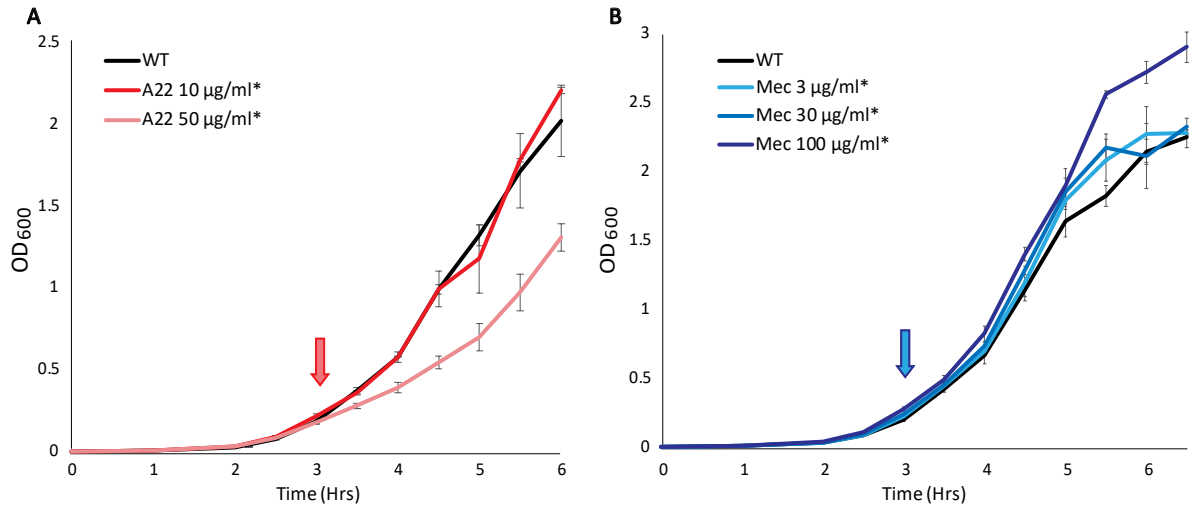 A
2.5
2
1.5
1
0.5
0
OD600
WT
A22 10 μg/ml*
A22 50 μg/ml*
0 1 2 3 4 5 6
Time (Hrs)
B
3
2.5
2
1.5
1
0.5
0
OD600
WT
Mec 3 μg/ml*
Mec 30 μg/ml*
Mec 100 μg/ml*
0 1 2 3 4 5 6
Time (Hrs)